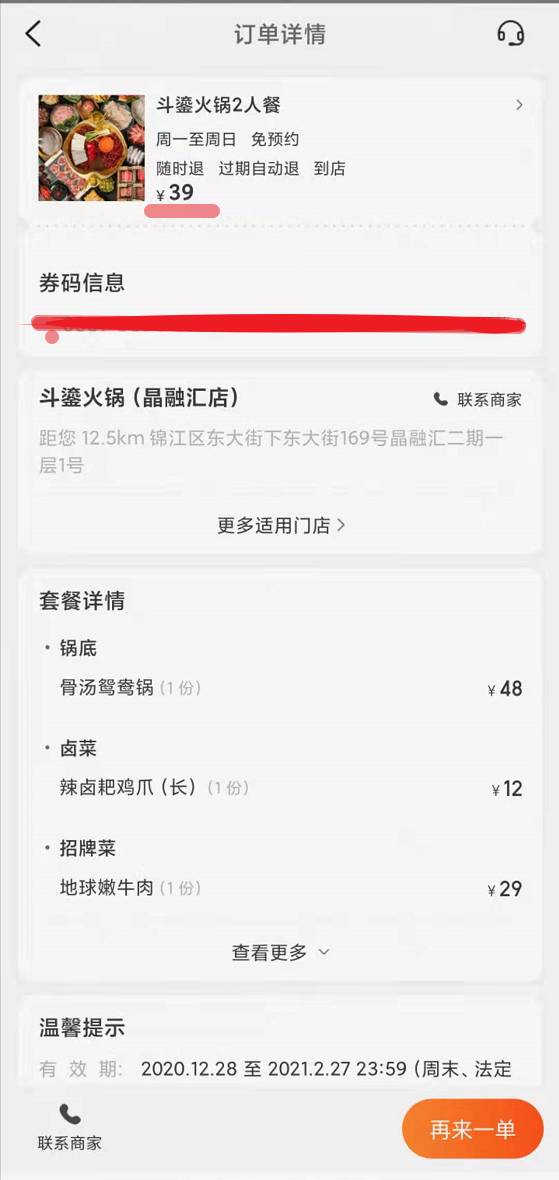 订单详情
斗鎏火锅2人餐
周一至周日 免预约
随时退 过期自动退 到店
¥39
券码信息
斗鎏火锅（晶融汇店）
联系商家
距您 12.5km 锦江区东大街下东大街169号晶融汇二期一
层1号
更多适用门店
套餐详情
· 锅底
骨汤鸳鸯锅（1 份） ¥48
· 卤菜
辣卤耙鸡爪（长）（1 份） ¥12
· 招牌菜
地球嫩牛肉（1 份） ¥29
查看更多
温馨提示
有 效 期: 2020.12.28 至 2021.2.27 23:59（周末、法定
联系商家
再来一单